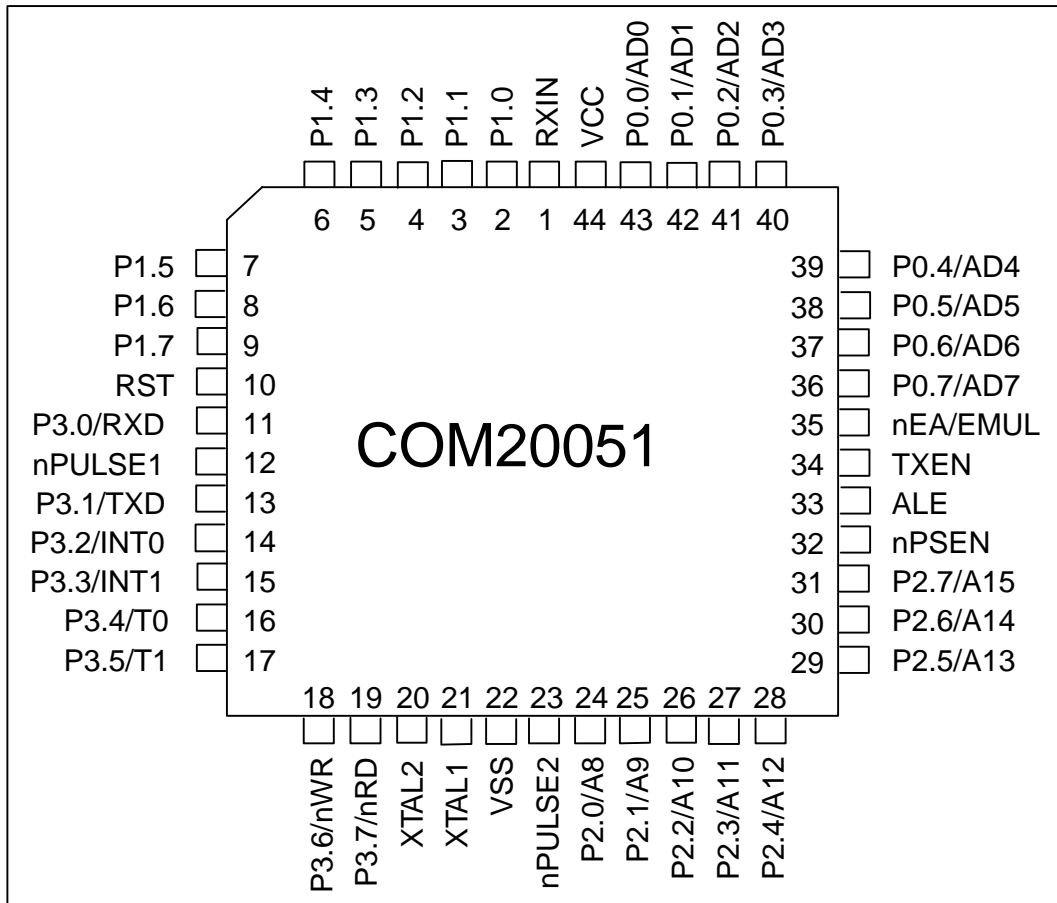 P1.4
P1.3
P1.2
P1.1
P1.0
RXIN
VCC
P0.0/AD0
P0.1/AD1
P0.2/AD2
P0.3/AD3
6 5 4 3 2 1 44 43 42 41 40
P1.5 7
P1.6 8
P1.7 9
RST 10
P3.0/RXD 11
nPULSE1 12
P3.1/TXD 13
P3.2/INT0 14
P3.3/INT1 15
P3.4/T0 16
P3.5/T1 17
COM20051
39 P0.4/AD4
38 P0.5/AD5
37 P0.6/AD6
36 P0.7/AD7
35 nEA/EMUL
34 TXEN
33 ALE
32 nPSEN
31 P2.7/A15
30 P2.6/A14
29 P2.5/A13
18 19 20 21 22 23 24 25 26 27 28
P3.6/nWR
P3.7/nRD
XTAL2
XTAL1
VSS
nPULSE2
P2.0/A8
P2.1/A9
P2.2/A10
P2.3/A11
P2.4/A12